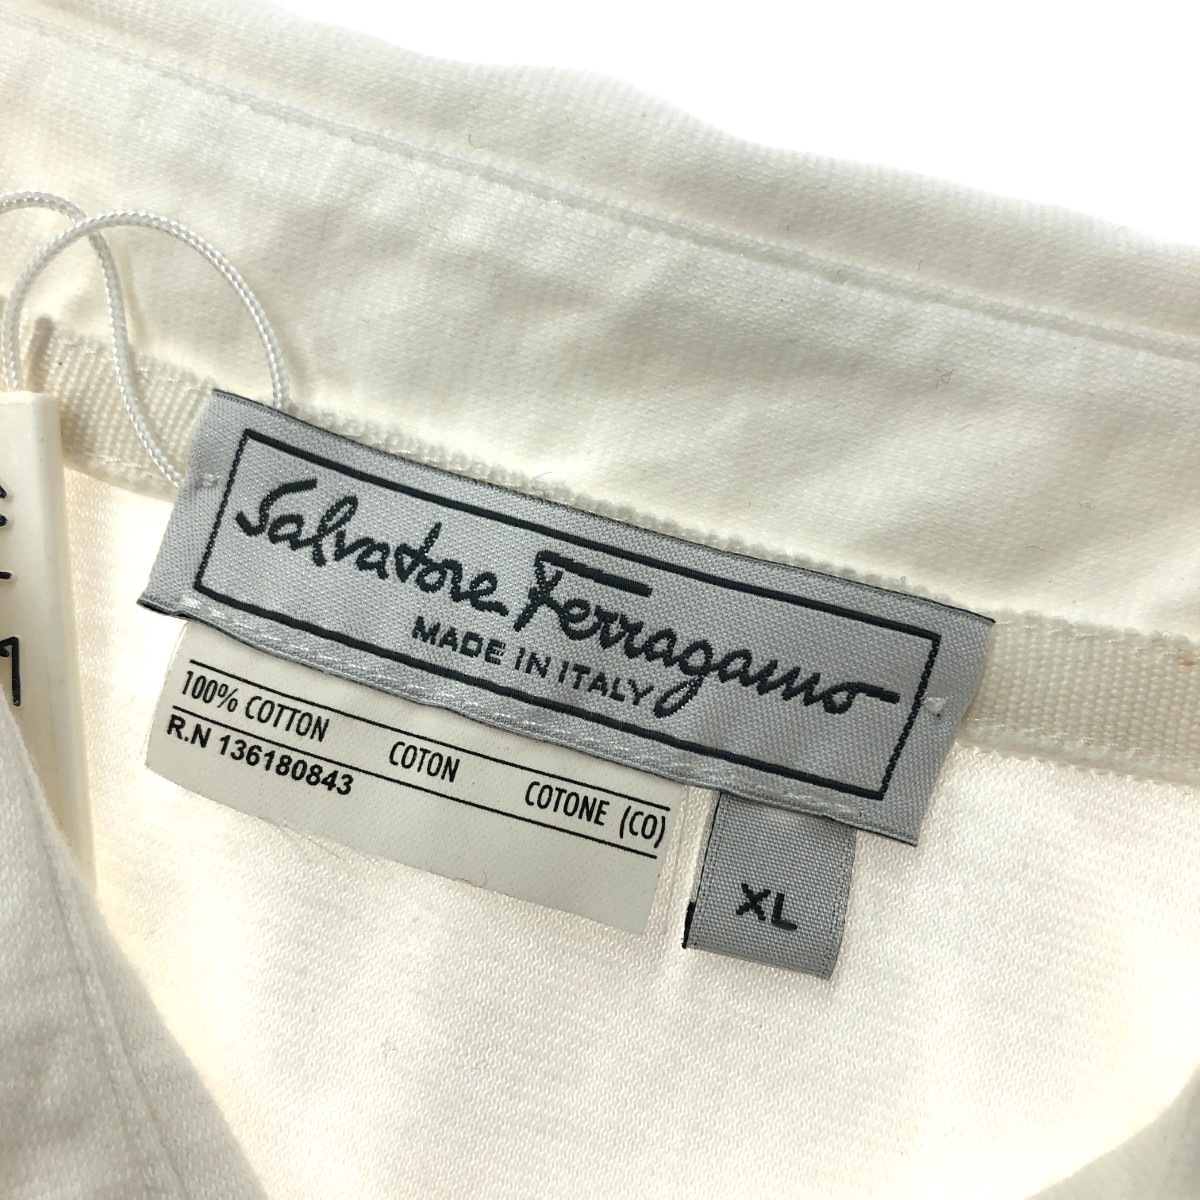 Salvatore Ferragamo
MADE IN ITALY
100% COTTON COTON COTONE (CO)
R.N 136180843
XL